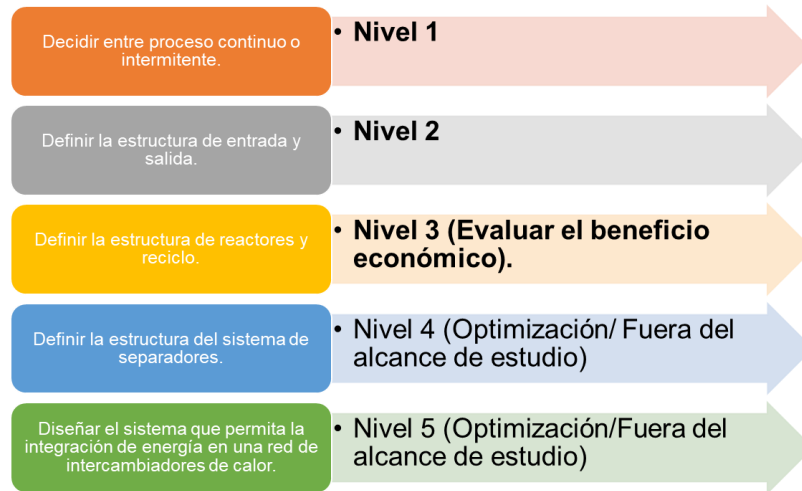 Decidir entre proceso continuo o
intermitente.
• Nivel 1
Definir la estructura de entrada y
salida.
• Nivel 2
Definir la estructura de reactores y
reciclo.
• Nivel 3 (Evaluar el beneficio
económico).
Definir la estructura del sistema de
separadores.
• Nivel 4 (Optimización/ Fuera del
alcance de estudio)
Diseñar el sistema que permita la
integración de energía en una red de
intercambiadores de calor.
• Nivel 5 (Optimización/Fuera del
alcance de estudio)